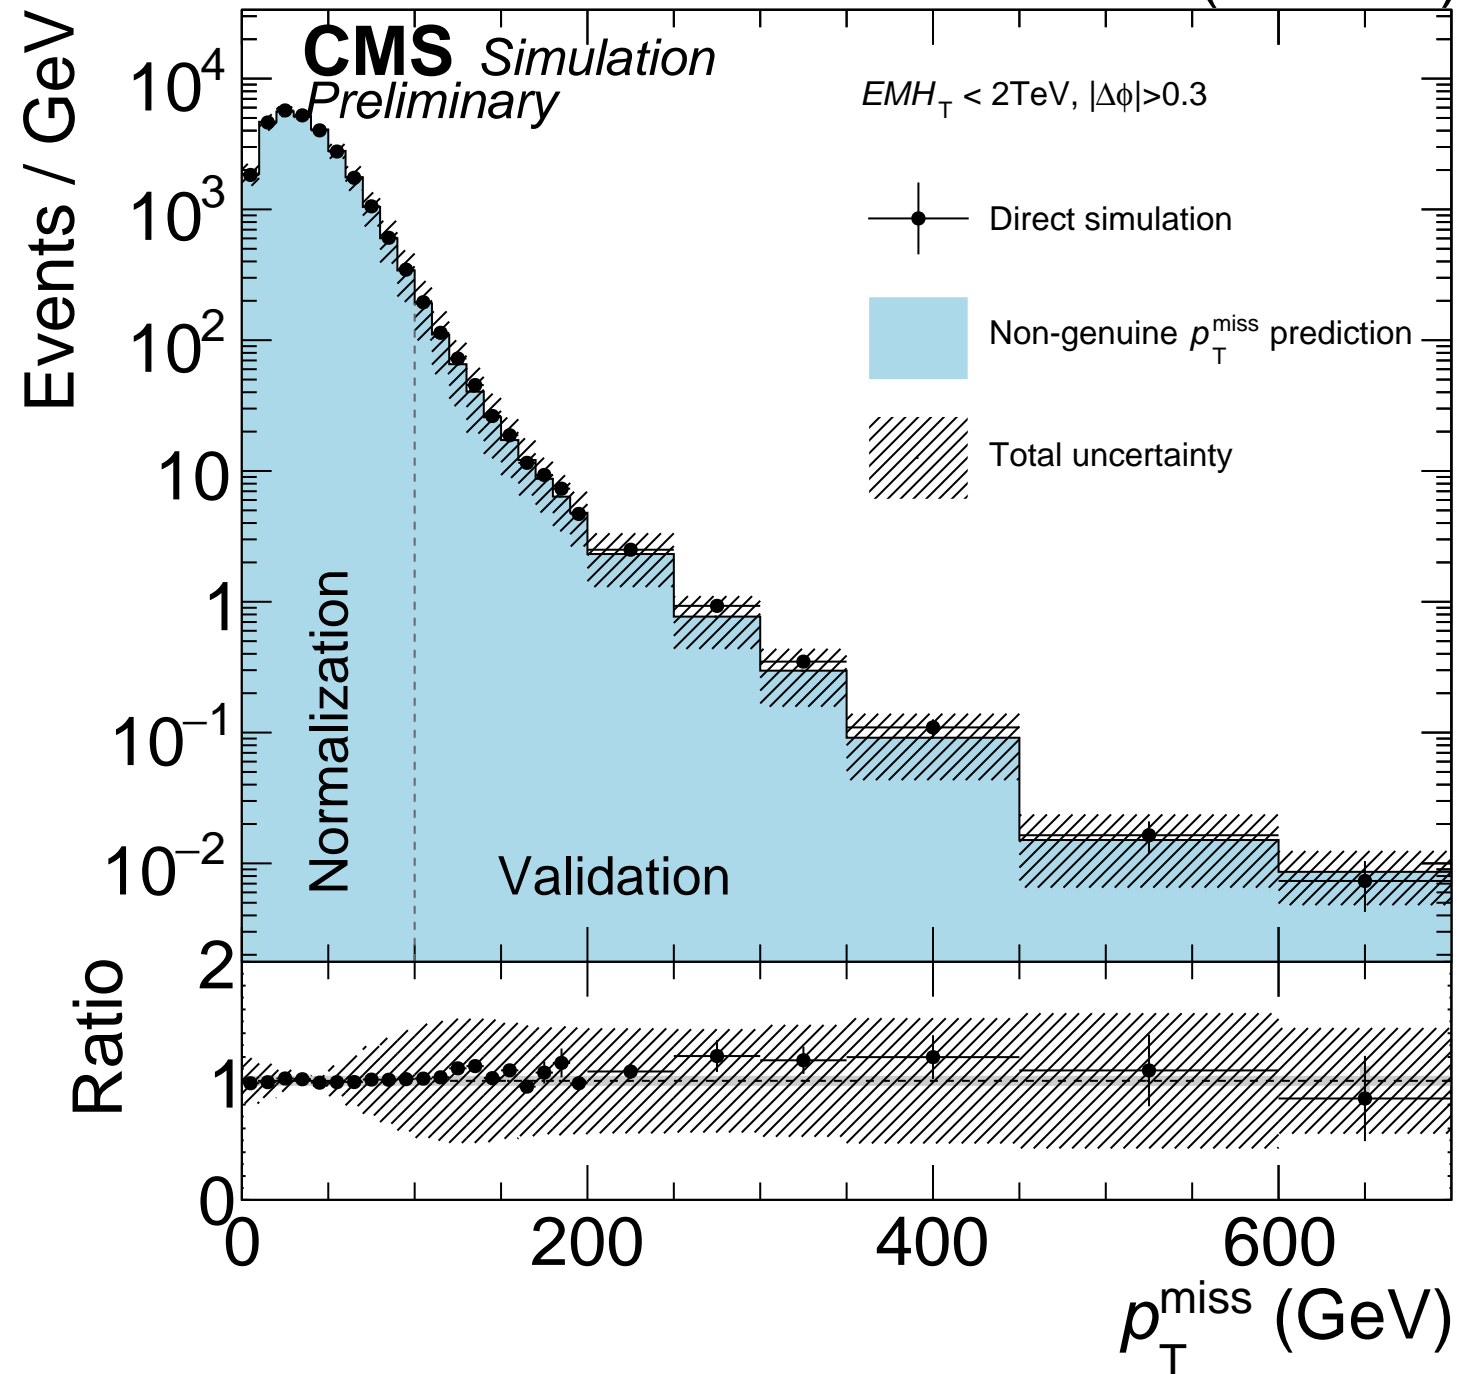 CMS Simulation
Preliminary
EMH_T < 2TeV, |Δϕ|>0.3
Direct simulation
Non-genuine p_T^miss prediction
Total uncertainty
Events / GeV
10^4
10^3
10^2
10
1
10^−1
10^−2
Normalization
Validation
Ratio
2
1
0
0 200 400 600
p_T^miss (GeV)